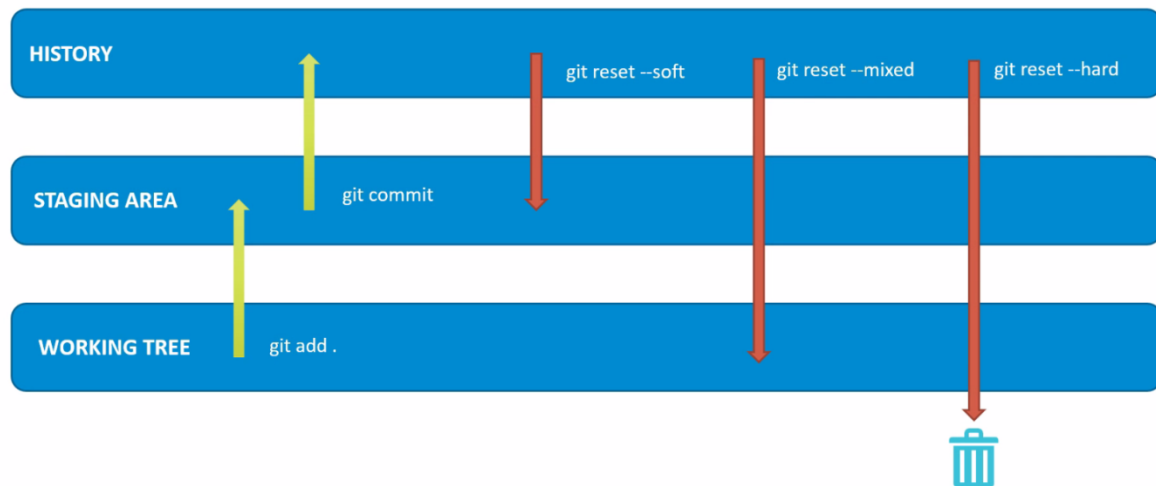 HISTORY
git reset --soft
git reset --mixed
git reset --hard
STAGING AREA
git commit
WORKING TREE
git add .